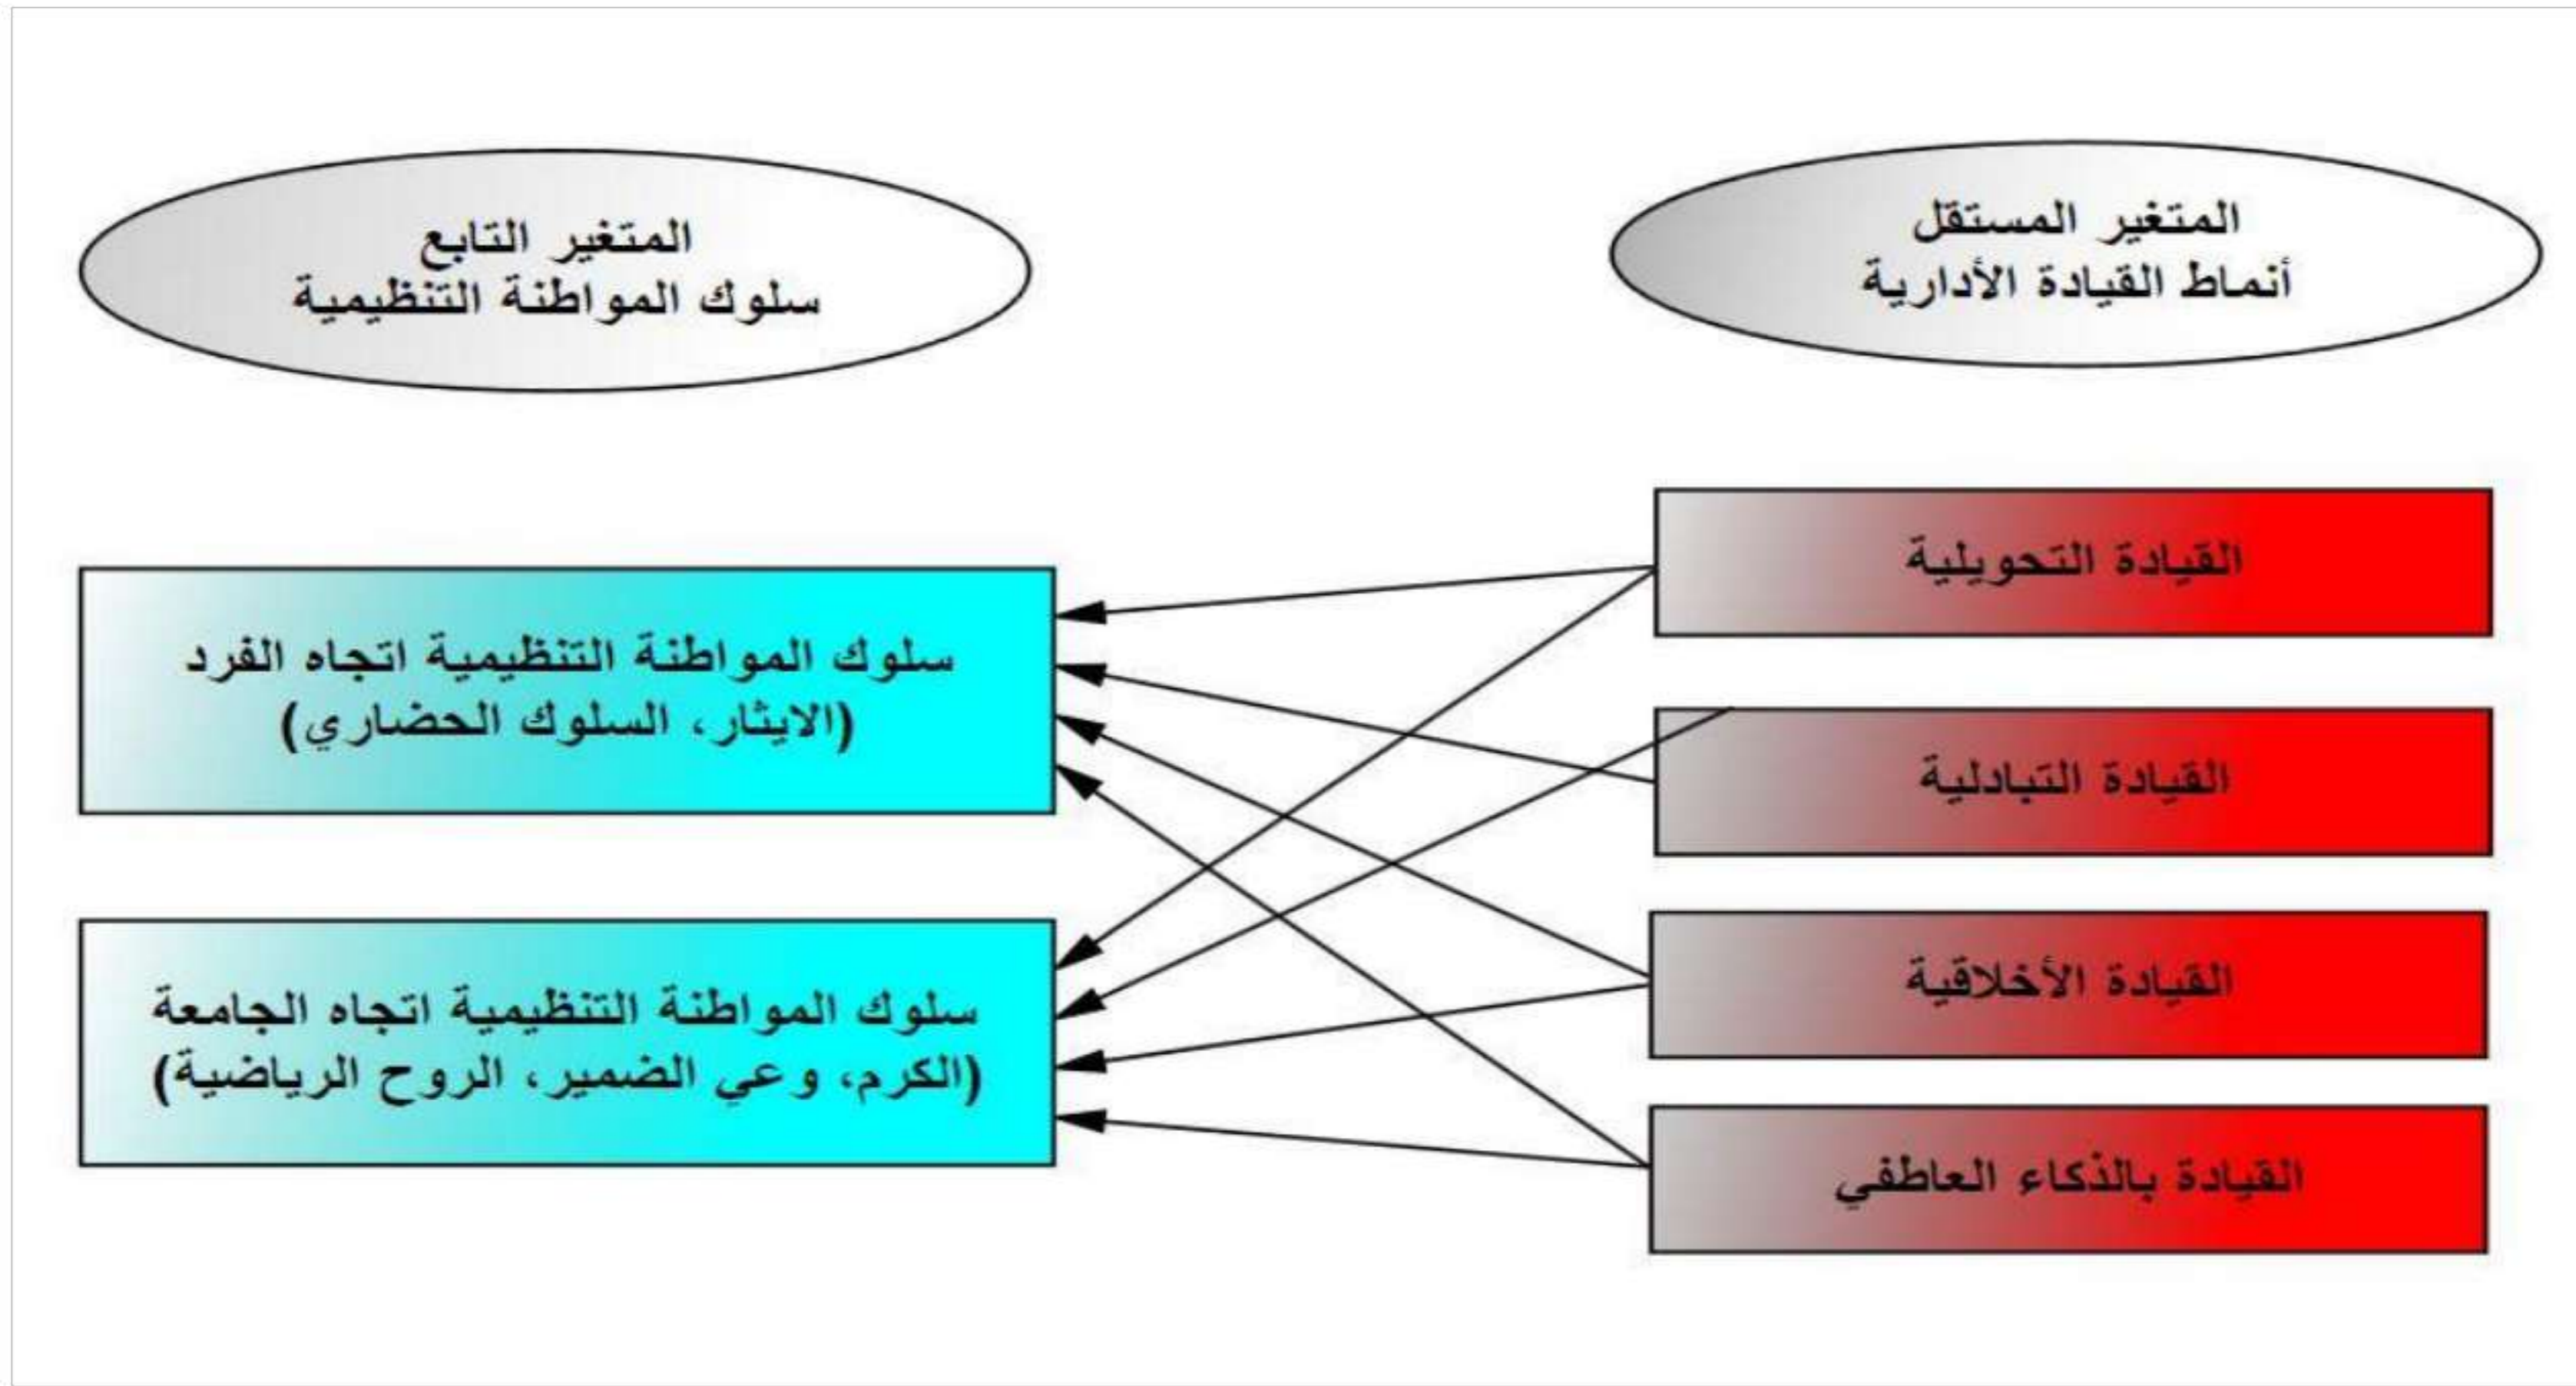 المتغير المستقل
أنماط القيادة الأدارية
المتغير التابع
سلوك المواطنة التنظيمية
القيادة التحويلية
القيادة التبادلية
القيادة الأخلاقية
القيادة بالذكاء العاطفي
سلوك المواطنة التنظيمية اتجاه الفرد
(الايثار، السلوك الحضاري)
سلوك المواطنة التنظيمية اتجاه الجامعة
(الكرم، وعي الضمير، الروح الرياضية)